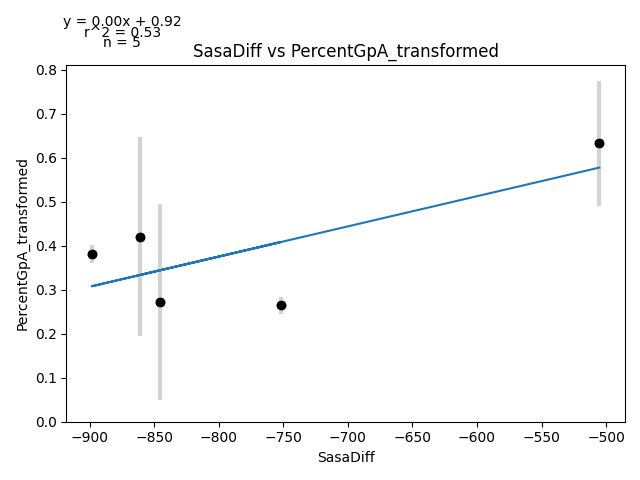 y = 0.00x + 0.92
r^2 = 0.53
n = 5
SasaDiff vs PercentGpA_transformed
0.8
0.7
0.6
0.5
0.4
0.3
0.2
0.1
0.0
PercentGpA_transformed
−900 −850 −800 −750 −700 −650 −600 −550 −500
SasaDiff